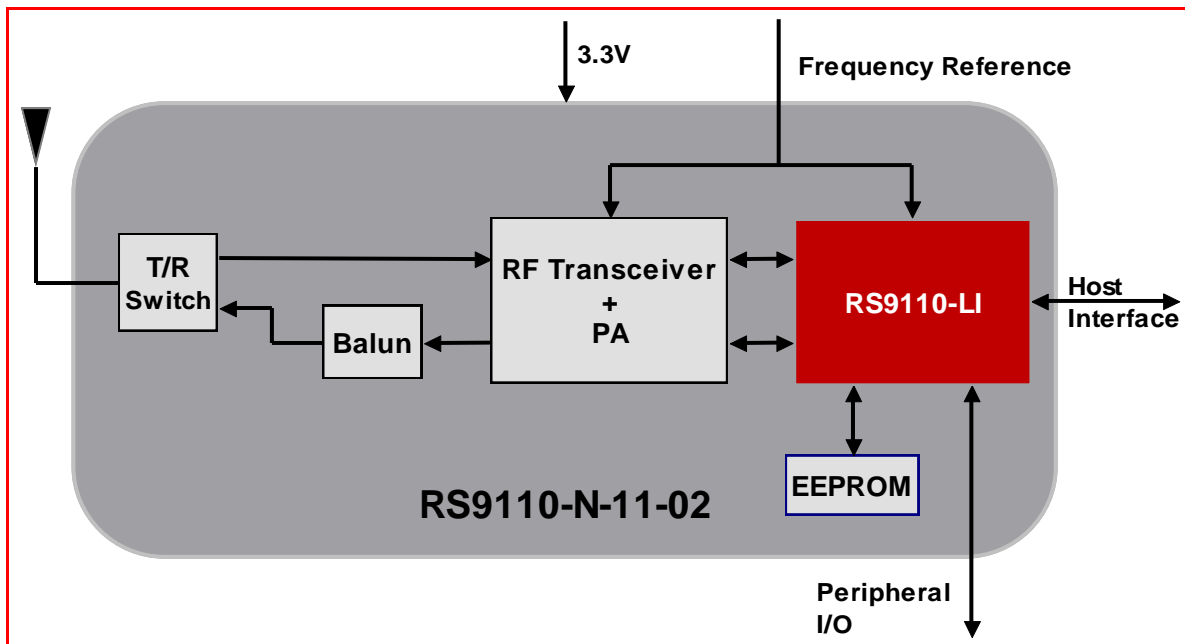 3.3V
Frequency Reference
T/R
Switch
RF Transceiver
+
PA
Balun
RS9110-LI
Host
Interface
EEPROM
RS9110-N-11-02
Peripheral
I/O